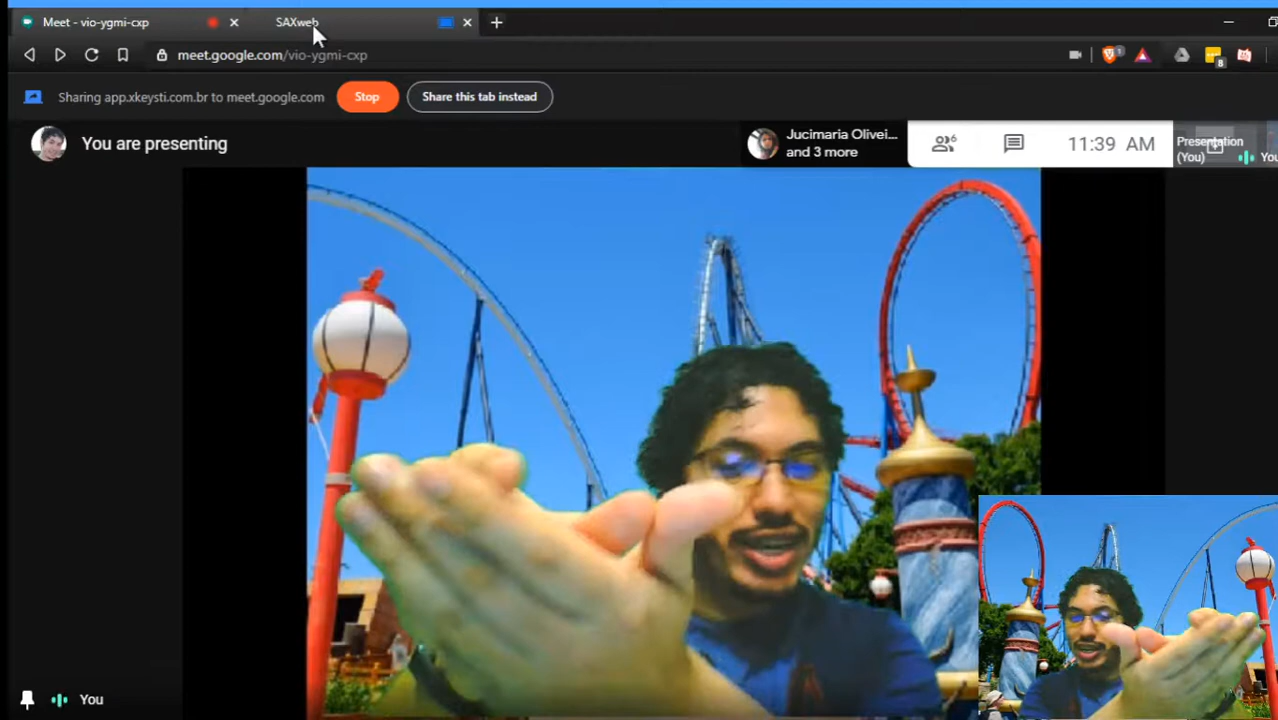 Meet - vio-ygmi-cxp
SAXweb
meet.google.com/vio-ygmi-cxp
1
8
Sharing app.xkeysti.com.br to meet.google.com
Stop
Share this tab instead
You are presenting
Jucimaria Olivei...
and 3 more
6
11:39 AM
Presentation
(You)
You
You